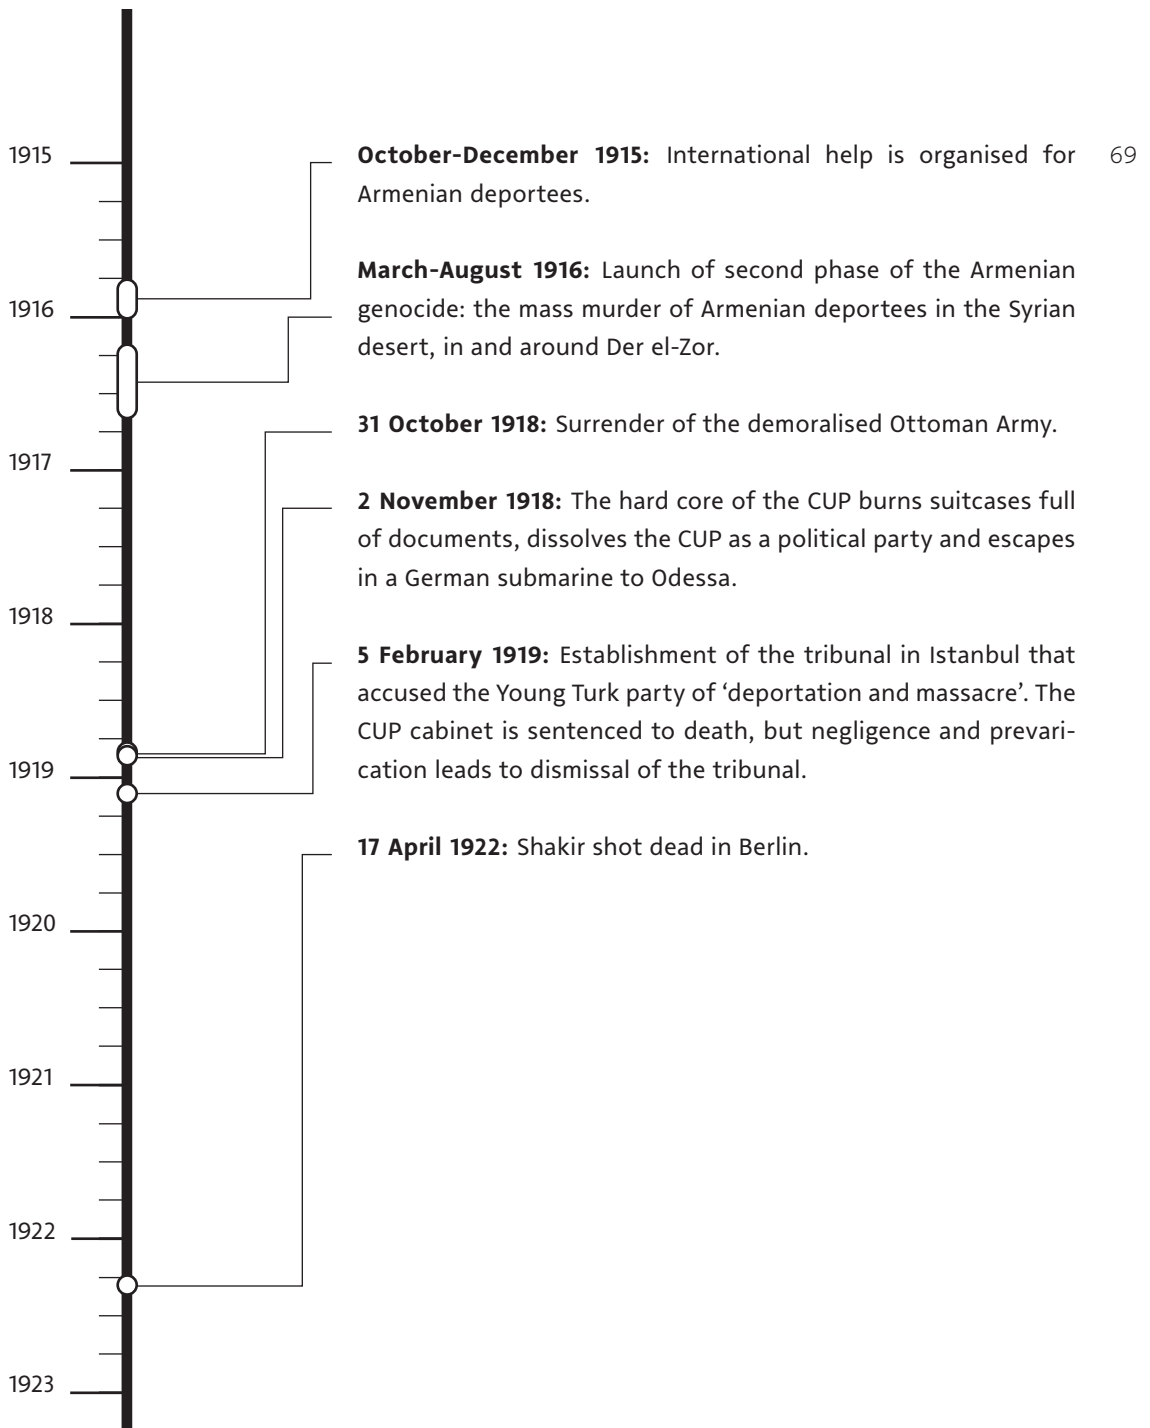 1915
October-December 1915: International help is organised for
69
Armenian deportees.
March-August 1916: Launch of second phase of the Armenian
1916
genocide: the mass murder of Armenian deportees in the Syrian
desert, in and around Der el-Zor.
31 October 1918: Surrender of the demoralised Ottoman Army.
1917
2 November 1918: The hard core of the CUP burns suitcases full
of documents, dissolves the CUP as a political party and escapes
in a German submarine to Odessa.
1918
5 February 1919: Establishment of the tribunal in Istanbul that
accused the Young Turk party of ‘deportation and massacre’. The
CUP cabinet is sentenced to death, but negligence and prevari-
cation leads to dismissal of the tribunal.
1919
17 April 1922: Shakir shot dead in Berlin.
1920
1921
1922
1923